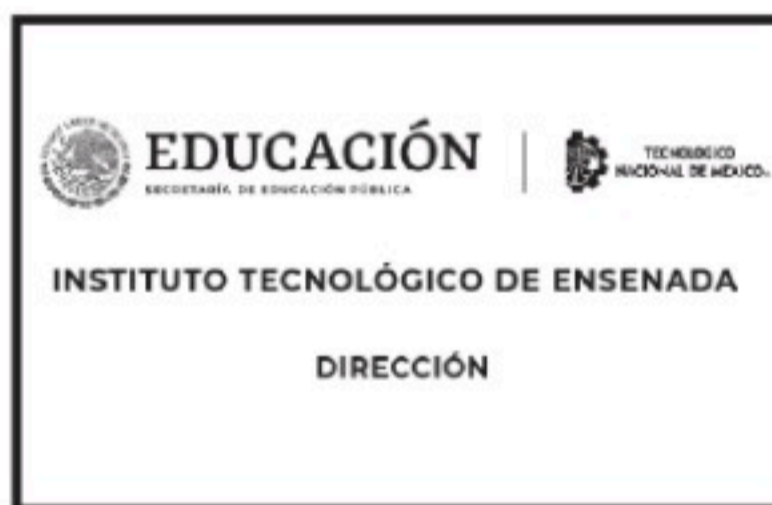 EDUCACIÓN
SECRETARÍA DE EDUCACIÓN PÚBLICA
TECNOLÓGICO
NACIONAL DE MÉXICO
INSTITUTO TECNOLÓGICO DE ENSENADA
DIRECCIÓN